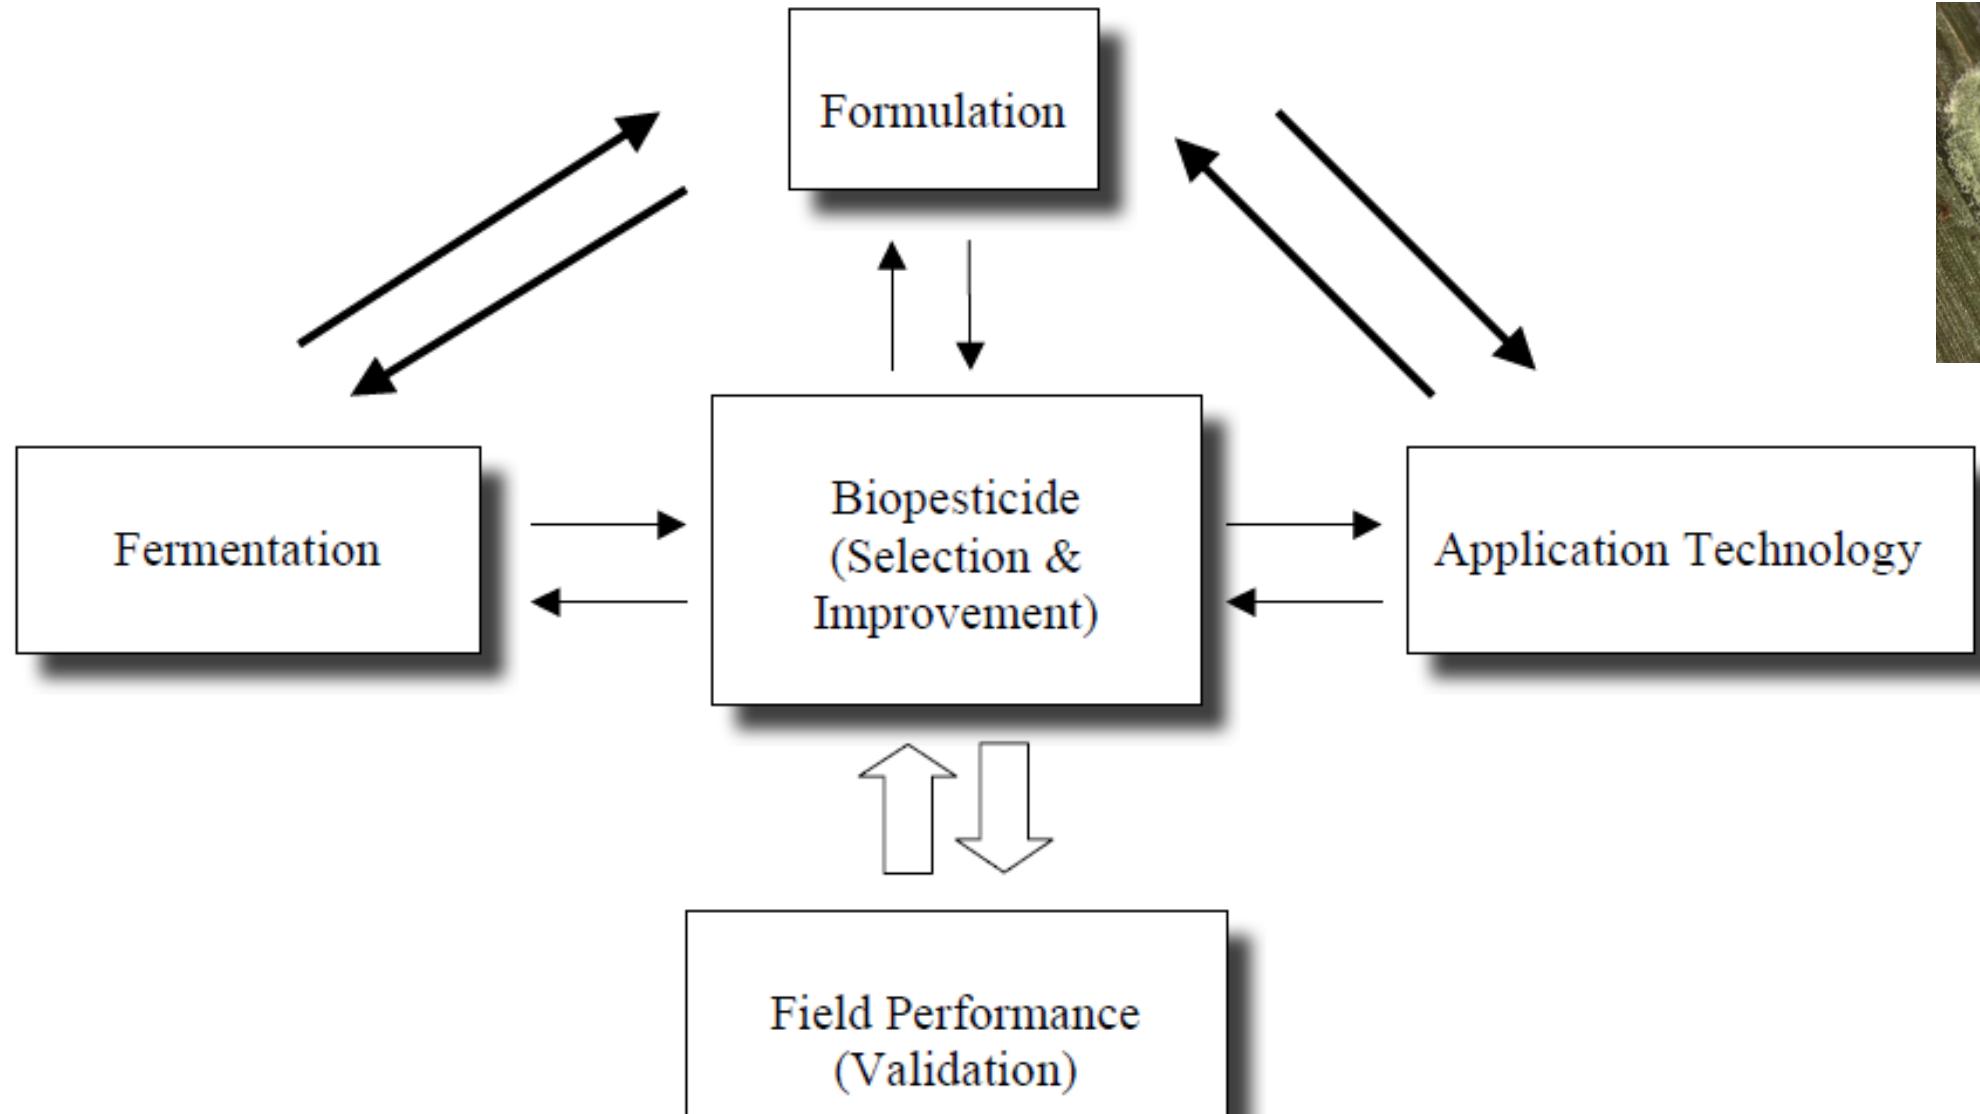 Formulation
Fermentation
Biopesticide
(Selection &
Improvement)
Application Technology
Field Performance
(Validation)